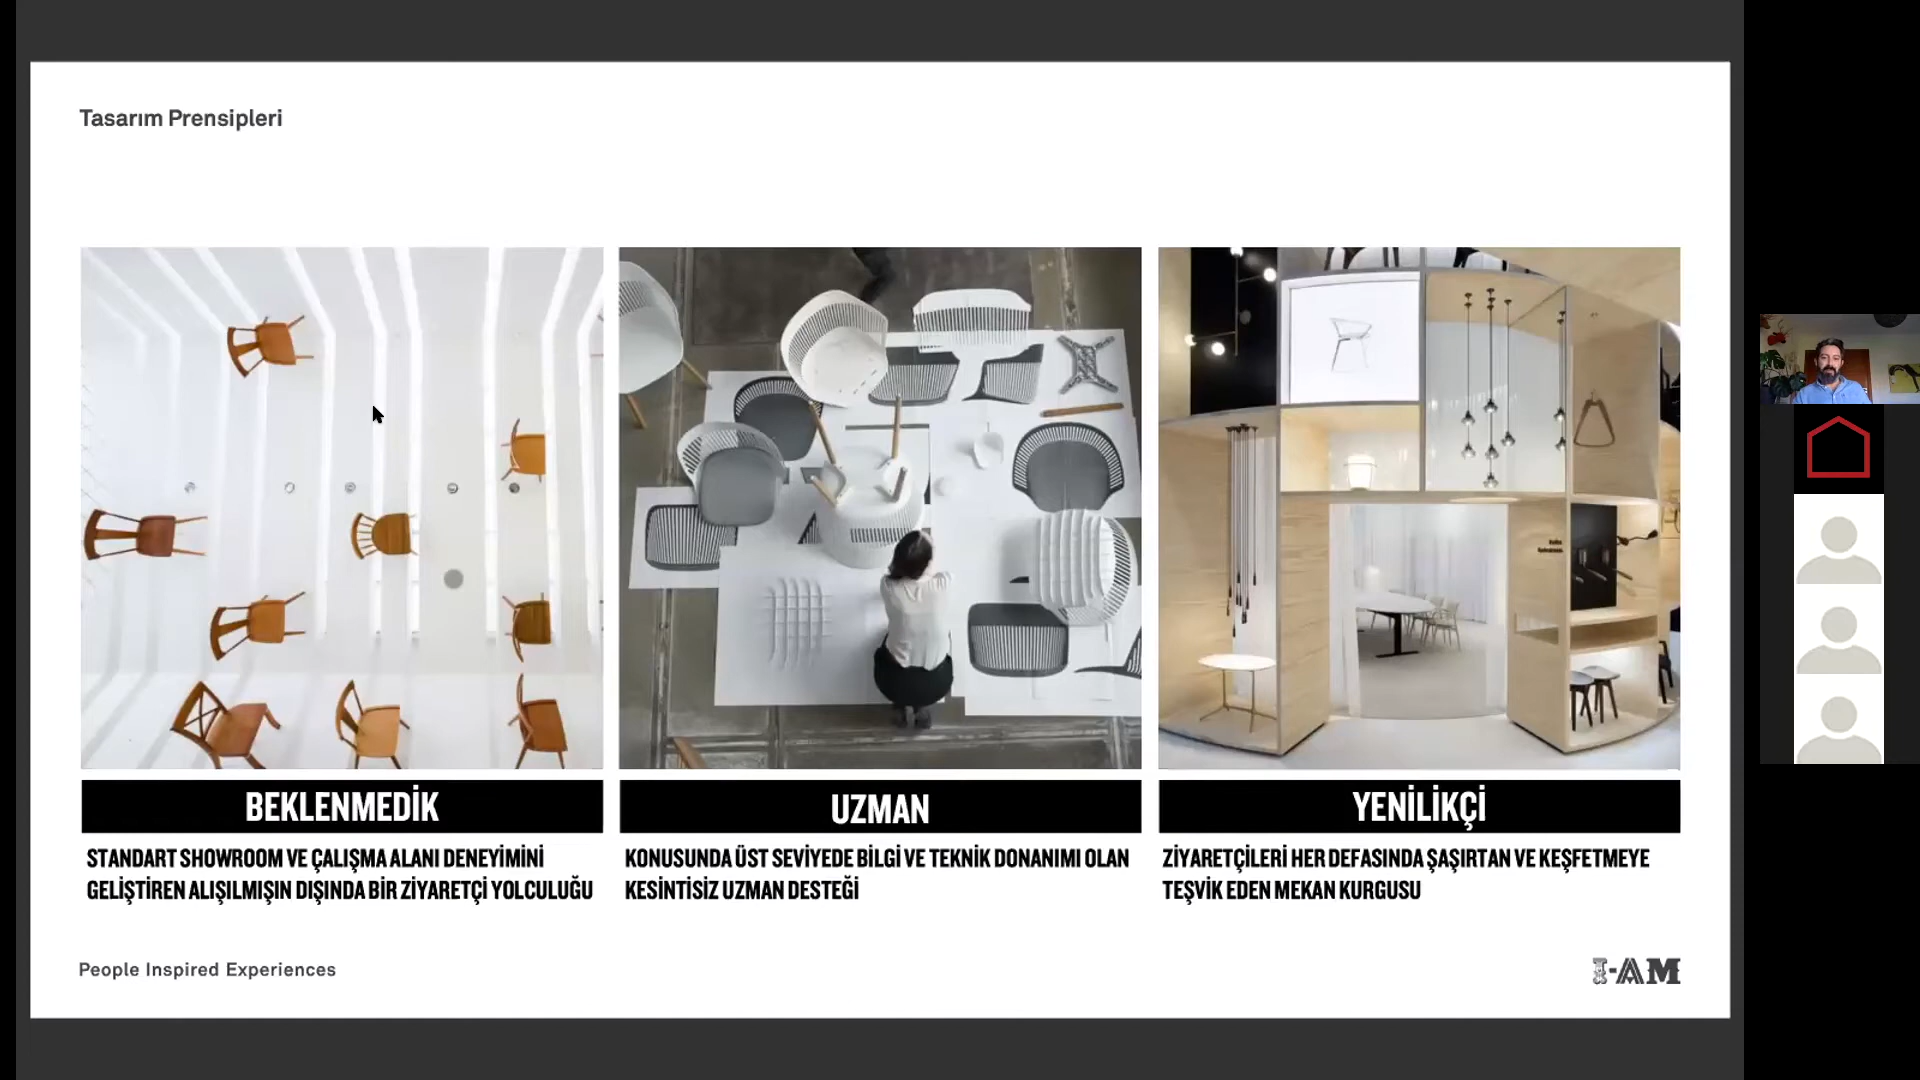 Tasarım Prensipleri
BEKLENMEDİK
STANDART SHOWROOM VE ÇALIŞMA ALANI DENEYİMİNİ
GELİŞTİREN ALIŞILMIŞIN DIŞINDA BİR ZİYARETÇİ YOLCULUĞU
UZMAN
KONUSUNDA ÜST SEVİYEDE BİLGİ VE TEKNİK DONANIMI OLAN
KESİNTİSİZ UZMAN DESTEĞİ
YENİLİKÇİ
ZİYARETÇİLERİ HER DEFASINDA ŞAŞIRTAN VE KEŞFETMEYE
TEŞVİK EDEN MEKAN KURGUSU
People Inspired Experiences
I-AM